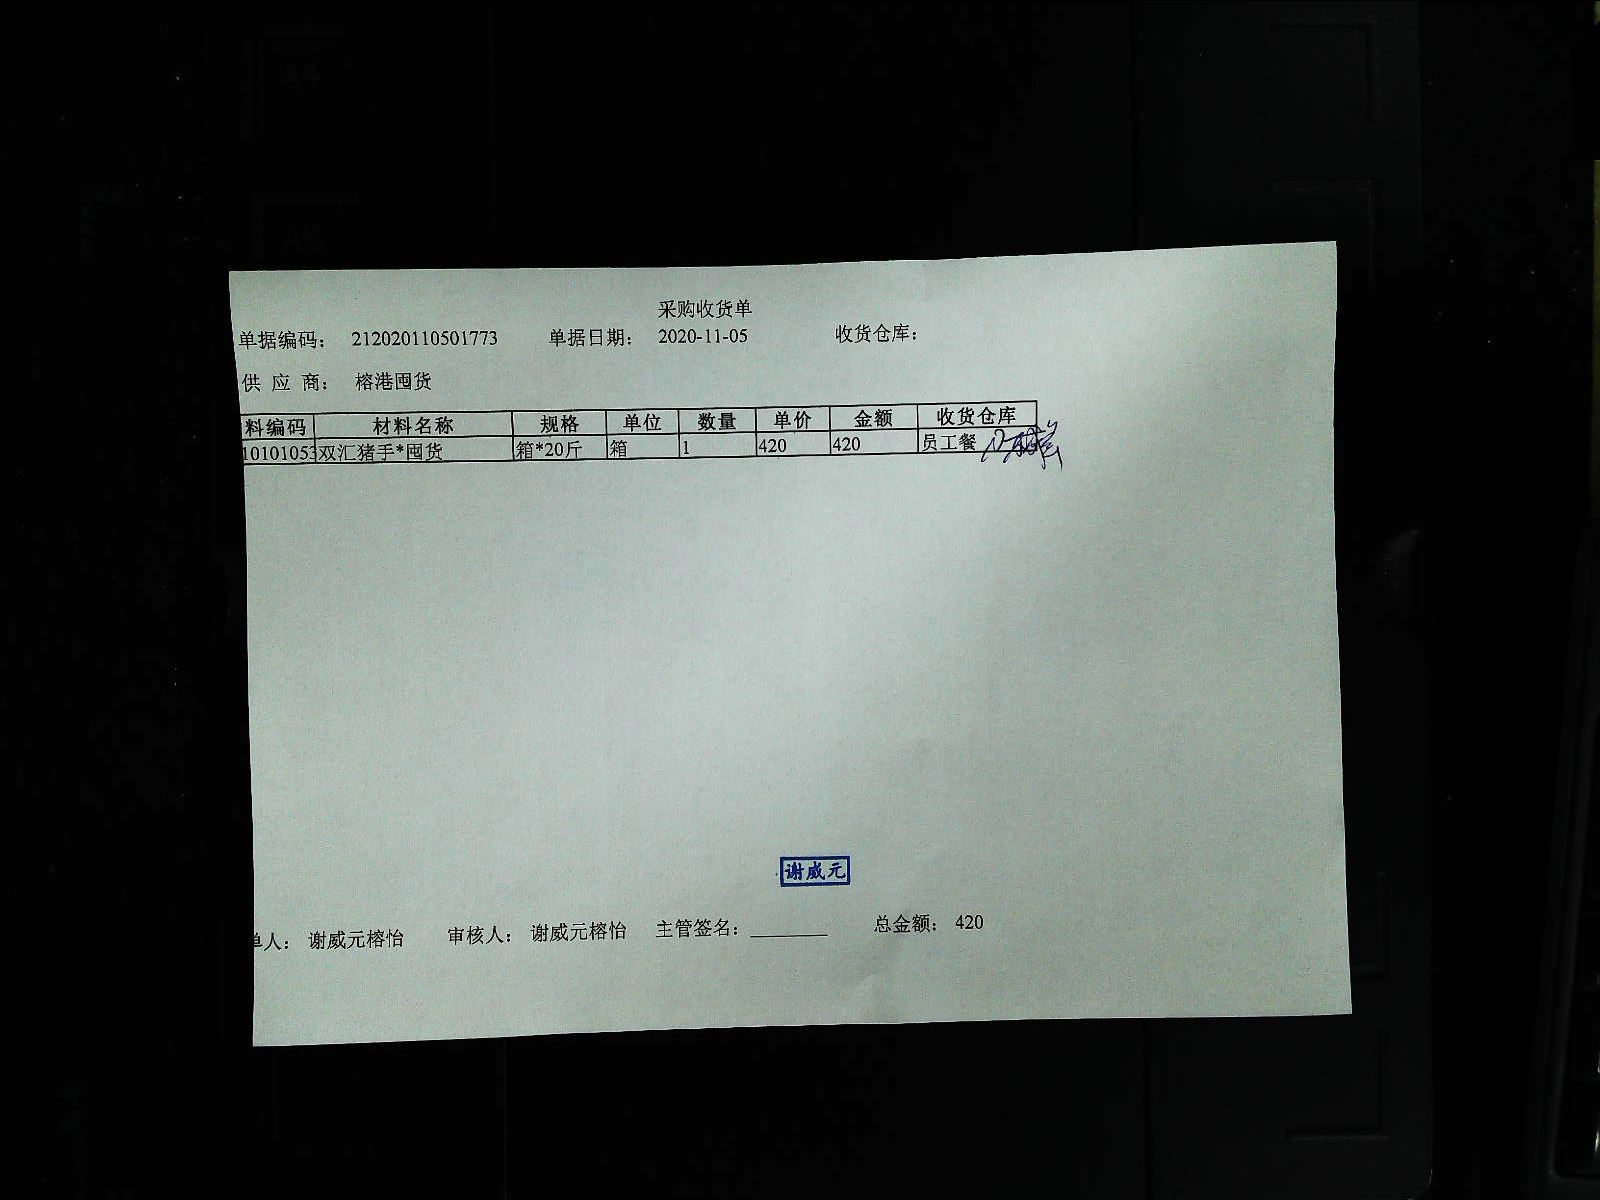 采购收货单
单据编码： 212020110501773 单据日期： 2020-11-05 收货仓库：
供 应 商： 榕港囤货
料编码 材料名称 规格 单位 数量 单价 金额 收货仓库
10101053 双汇猪手*囤货 箱*20斤 箱 1 420 420 员工餐
谢威元
单人： 谢威元榕怡 审核人： 谢威元榕怡 主管签名：________ 总金额： 420